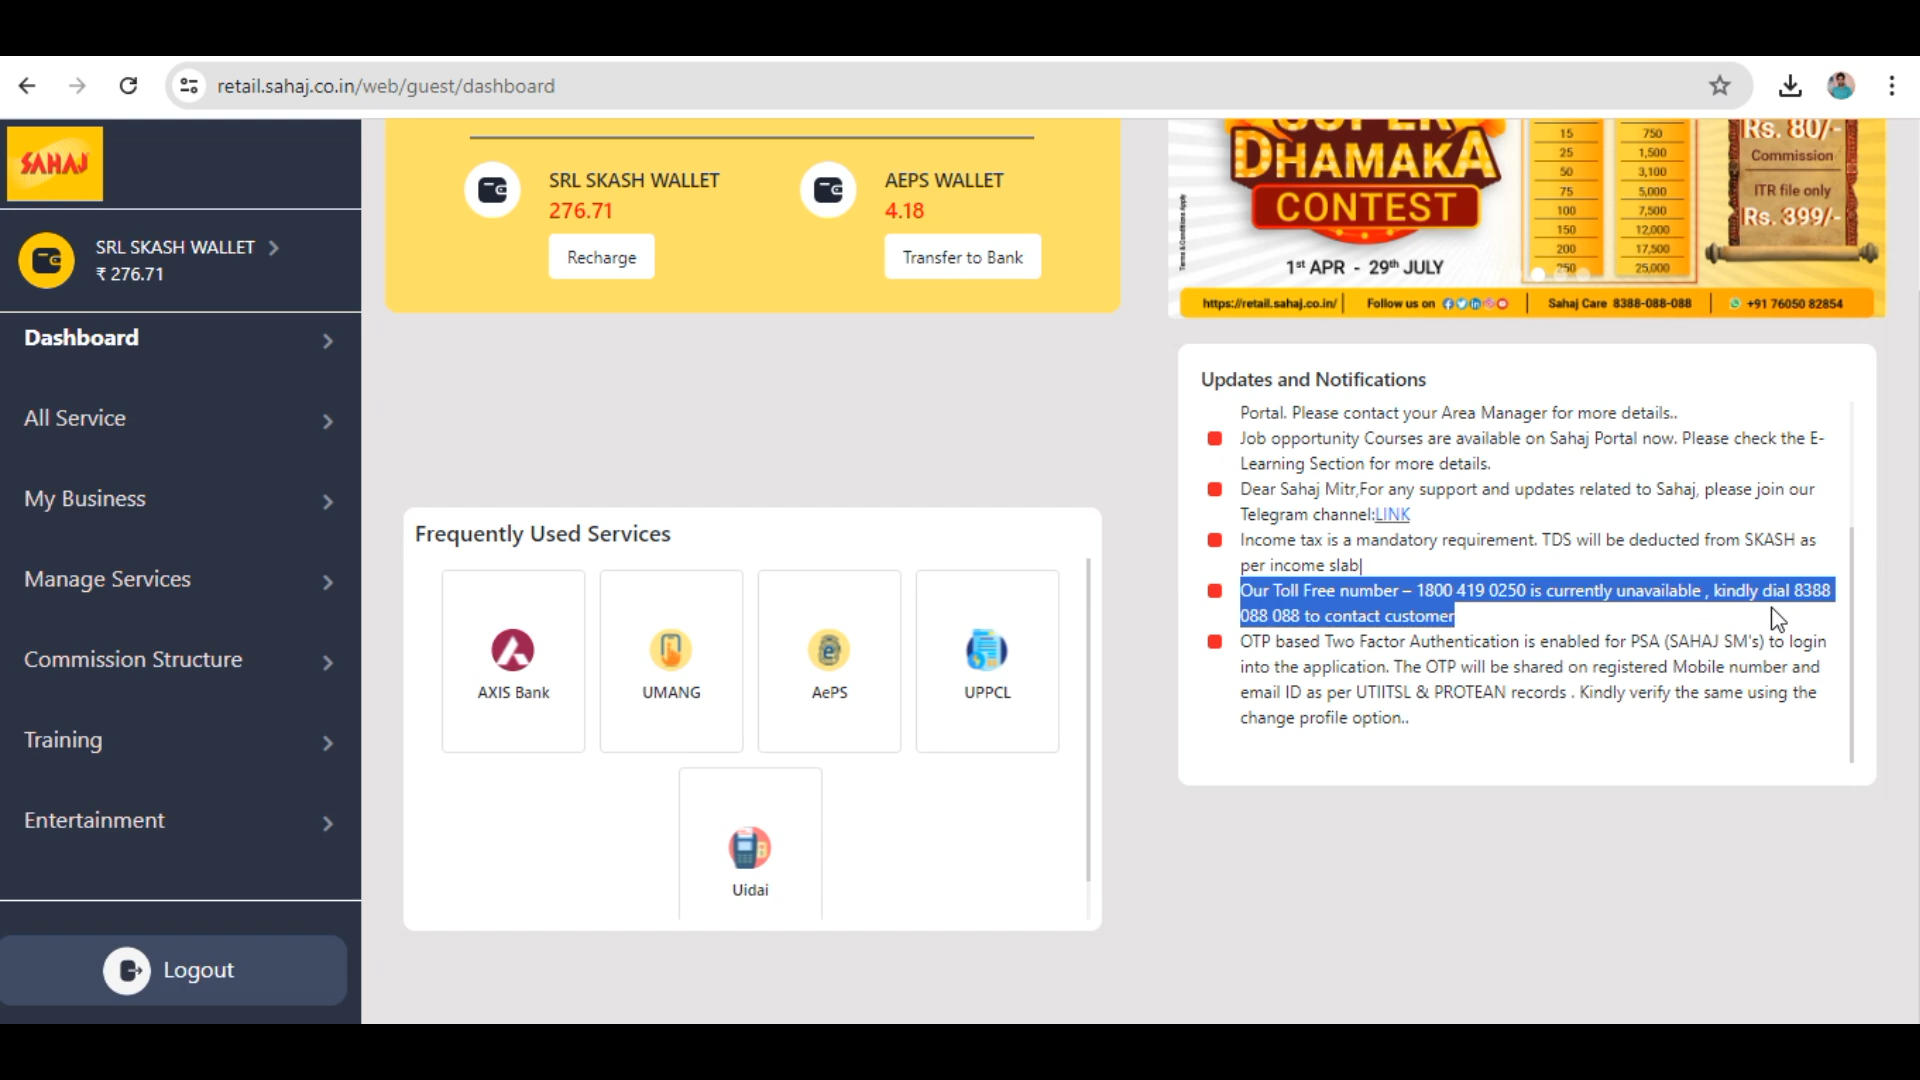 retail.sahaj.co.in/web/guest/dashboard
SAHAJ
SRL SKASH WALLET
₹ 276.71
Dashboard
All Service
My Business
Manage Services
Commission Structure
Training
Entertainment
Logout
SRL SKASH WALLET
276.71
Recharge
AEPS WALLET
4.18
Transfer to Bank
Frequently Used Services
AXIS Bank
UMANG
AePS
UPPCL
Uidai
SUPER
DHAMAKA
CONTEST
1st APR - 29th JULY
Terms & Conditions Apply
15 750
25 1,500
50 3,100
75 5,000
100 7,500
150 12,000
200 17,500
250 25,000
Rs. 80/-
Commission
ITR file only
Rs. 399/-
https://retail.sahaj.co.in/ Follow us on Sahaj Care 8388-088-088 +91 76050 82854
Updates and Notifications
Portal. Please contact your Area Manager for more details..
Job opportunity Courses are available on Sahaj Portal now. Please check the E-
Learning Section for more details.
Dear Sahaj Mitr,For any support and updates related to Sahaj, please join our
Telegram channel:LINK
Income tax is a mandatory requirement. TDS will be deducted from SKASH as
per income slab|
Our Toll Free number – 1800 419 0250 is currently unavailable , kindly dial 8388
088 088 to contact customer
OTP based Two Factor Authentication is enabled for PSA (SAHAJ SM's) to login
into the application. The OTP will be shared on registered Mobile number and
email ID as per UTIITSL & PROTEAN records . Kindly verify the same using the
change profile option..